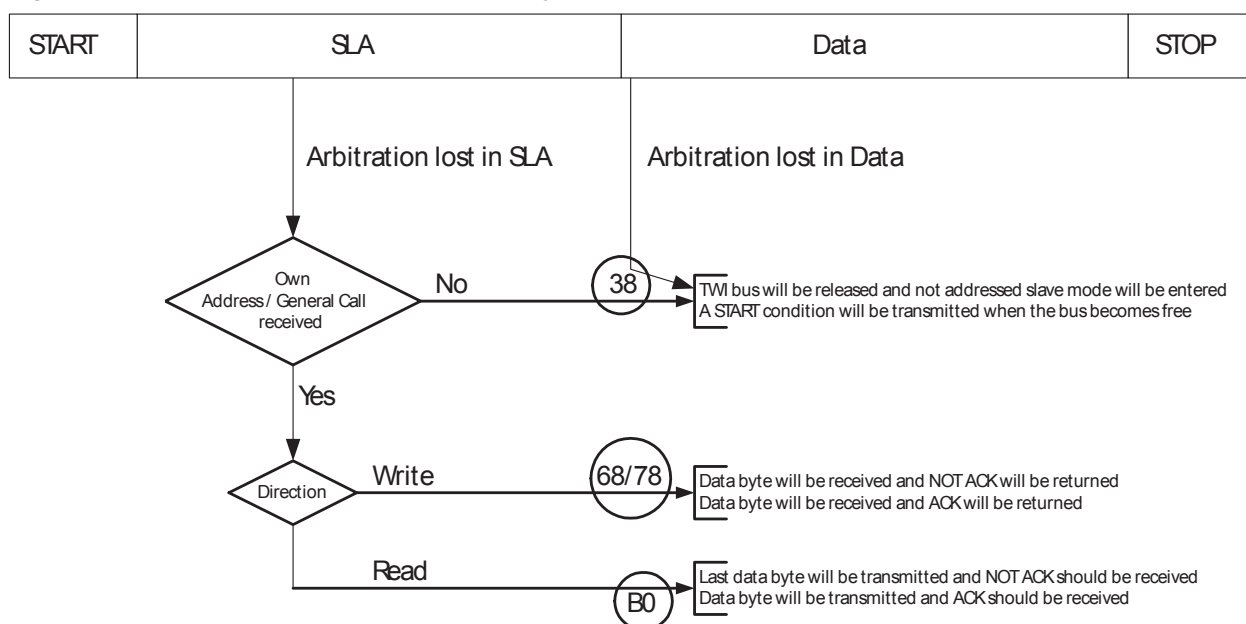 START SLA Data STOP
Arbitration lost in SLA Arbitration lost in Data
Own
Address / General Call
received
No
38
TWI bus will be released and not addressed slave mode will be entered
A START condition will be transmitted when the bus becomes free
Yes
Direction
Write
68/78
Data byte will be received and NOT ACK will be returned
Data byte will be received and ACK will be returned
Read
B0
Last data byte will be transmitted and NOT ACK should be received
Data byte will be transmitted and ACK should be received